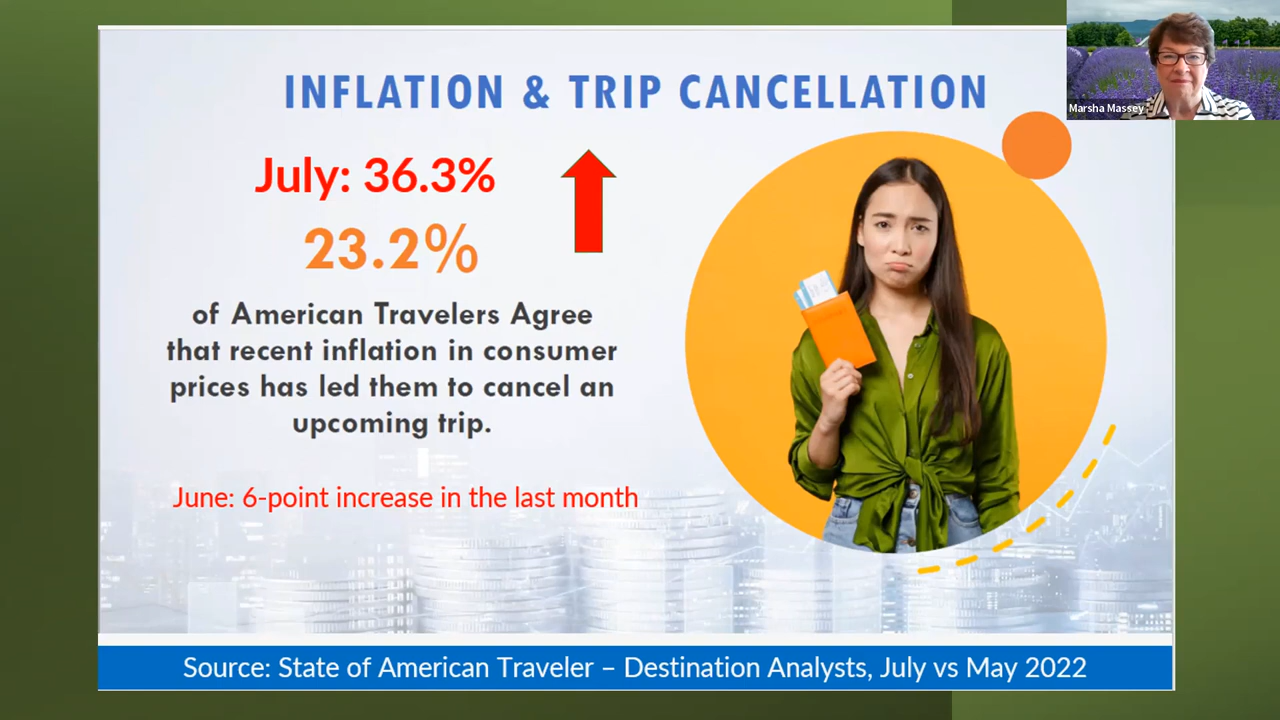 INFLATION & TRIP CANCELLATION
Marsha Massey
July: 36.3%
23.2%
of American Travelers Agree
that recent inflation in consumer
prices has led them to cancel an
upcoming trip.
June: 6-point increase in the last month
Source: State of American Traveler – Destination Analysts, July vs May 2022